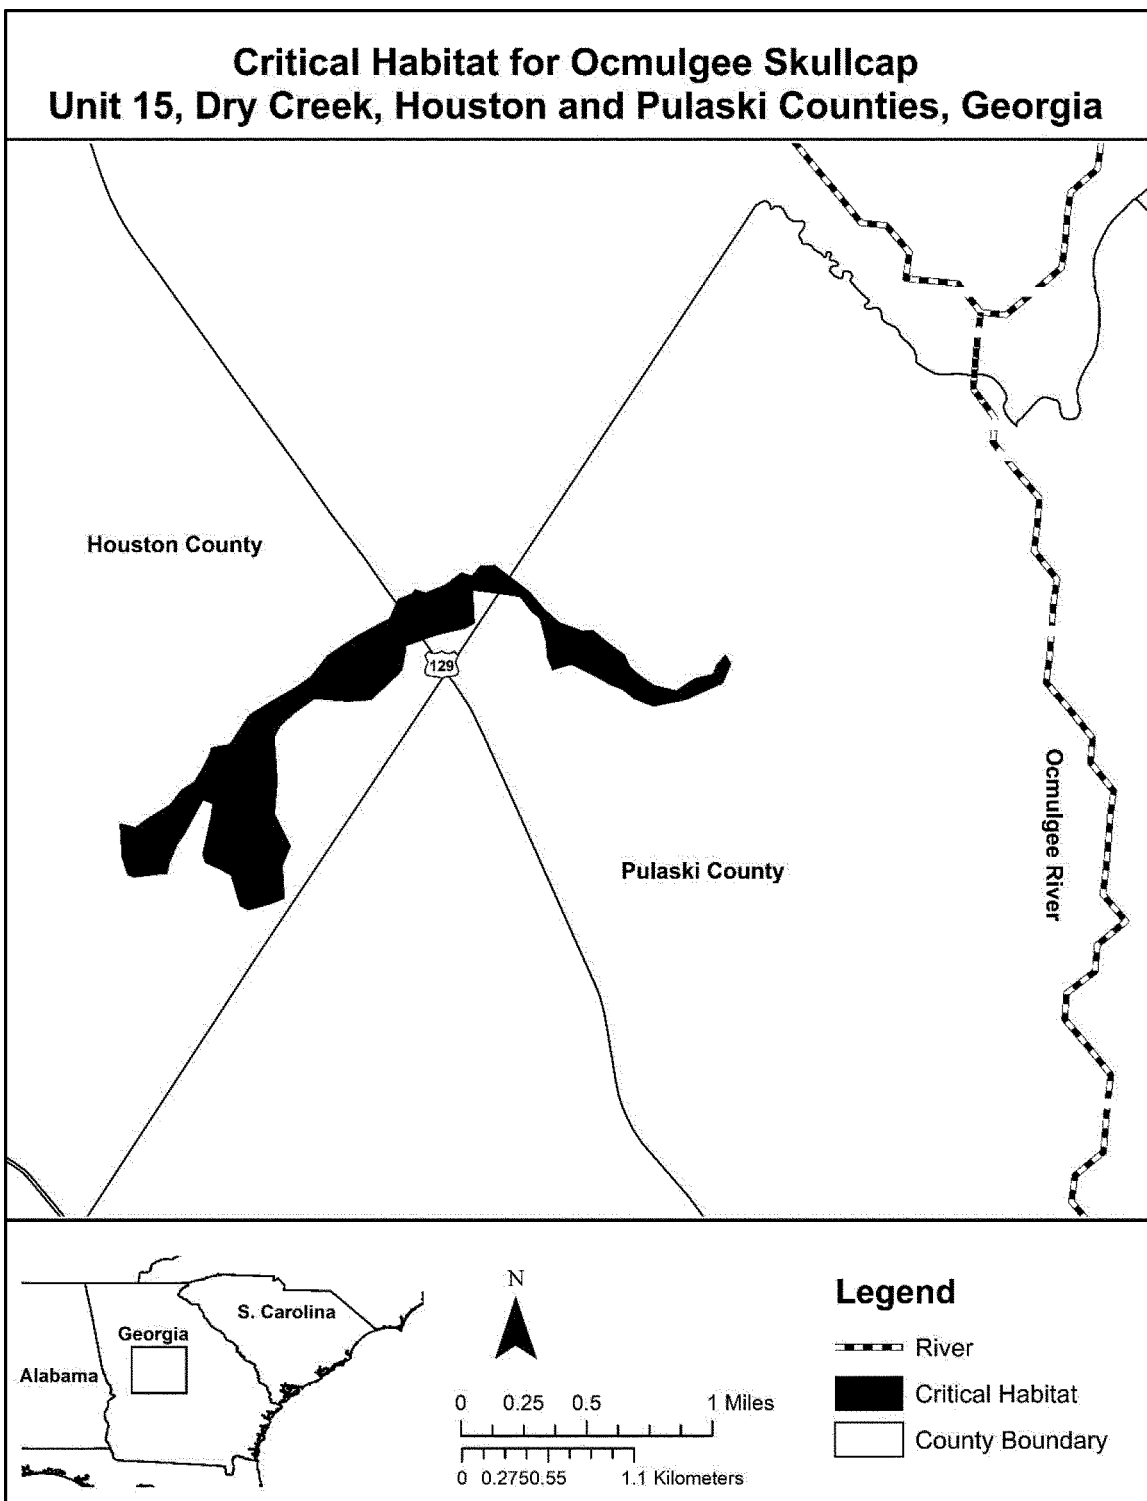 Critical Habitat for Ocmulgee Skullcap
Unit 15, Dry Creek, Houston and Pulaski Counties, Georgia
Houston County
129
Ocmulgee River
Pulaski County
S. Carolina
Georgia
Alabama
N
0 0.25 0.5 1 Miles
0 0.2750.55 1.1 Kilometers
Legend
River
Critical Habitat
County Boundary